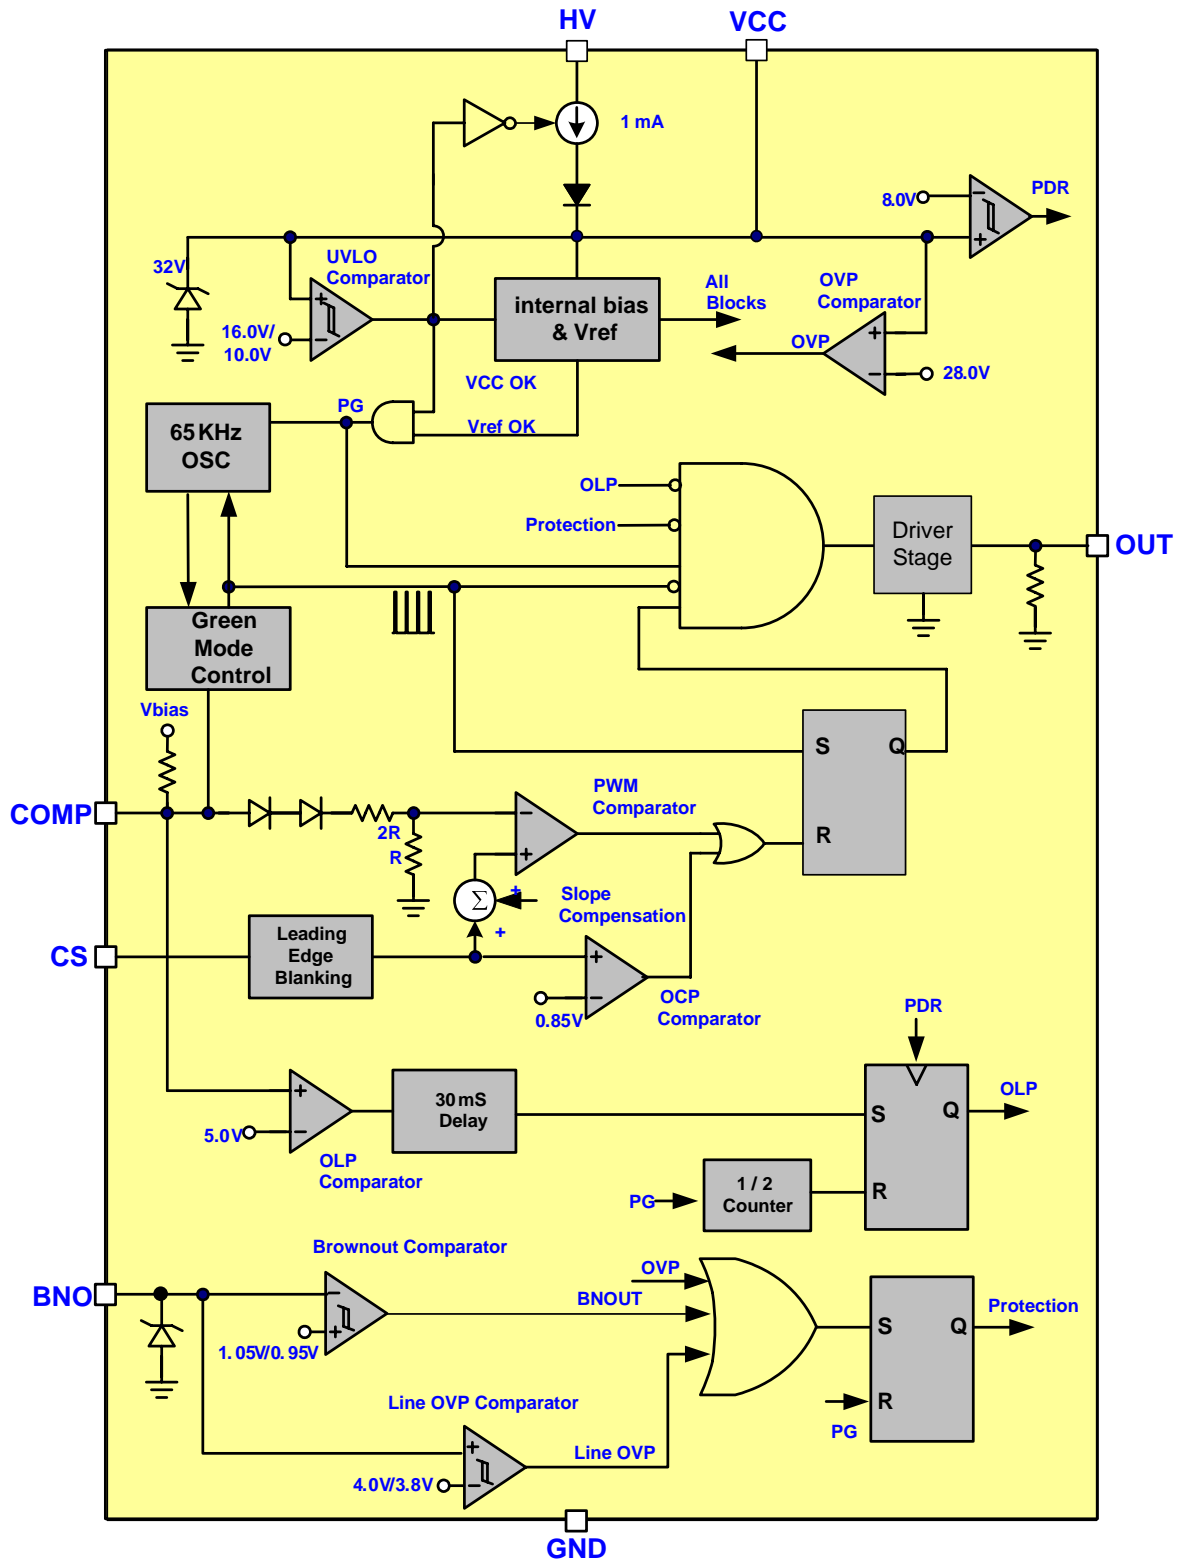 HV
VCC
1 mA
PDR
8.0V
32V
UVLO
Comparator
16.0V/
10.0V
internal bias
& Vref
All
Blocks
OVP
Comparator
OVP
28.0V
VCC OK
PG
Vref OK
65KHz
OSC
OLP
Protection
Driver
Stage
OUT
Green
Mode
Control
Vbias
COMP
2R
R
PWM
Comparator
S
Q
R
Σ
+
+
Slope
Compensation
CS
Leading
Edge
Blanking
0.85V
OCP
Comparator
PDR
5.0V
OLP
Comparator
30mS
Delay
S
Q
OLP
R
PG
1 / 2
Counter
Brownout Comparator
BNO
1.05V/0.95V
OVP
BNOUT
S
Q
Protection
R
PG
Line OVP Comparator
Line OVP
4.0V/3.8V
GND